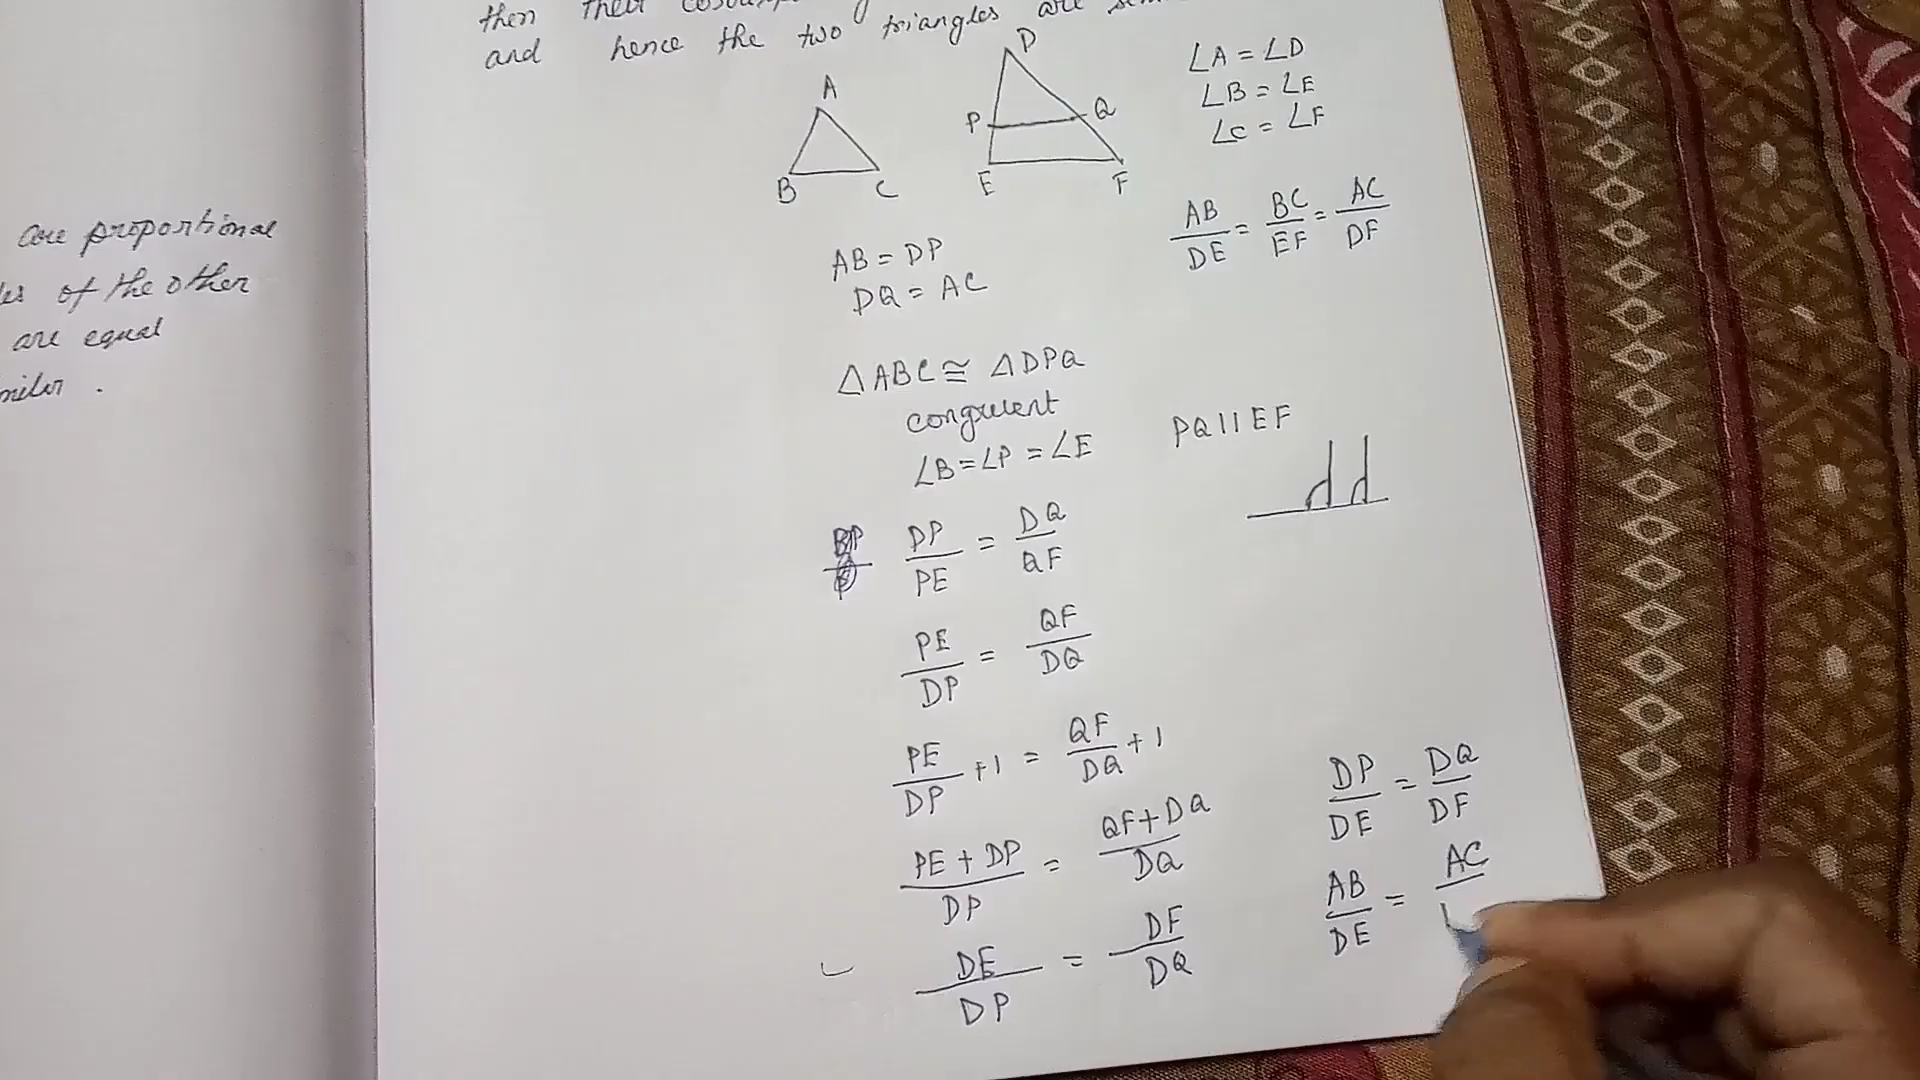 are proportional
of the other
are equal
then their
and hence the two triangles are
A
B C
D
P Q
E F
∠A = ∠D
∠B = ∠E
∠C = ∠F
AB/DE = BC/EF = AC/DF
AB = DP
DQ = AC
△ABC ≅ △DPQ
congruent
∠B = ∠P = ∠E
PQ || EF
DP/PE = DQ/QF
PE/DP = QF/DQ
PE/DP + 1 = QF/DQ + 1
PE + DP/DP = QF + DQ/DQ
DE/DP = DF/DQ
DP/DE = DQ/DF
AB/DE = AC/